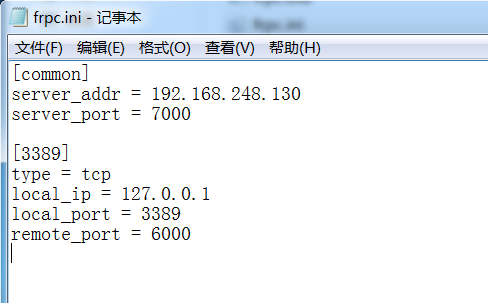 frpc.ini - 记事本
文件(F) 编辑(E) 格式(O) 查看(V) 帮助(H)
[common]
server_addr = 192.168.248.130
server_port = 7000
[3389]
type = tcp
local_ip = 127.0.0.1
local_port = 3389
remote_port = 6000